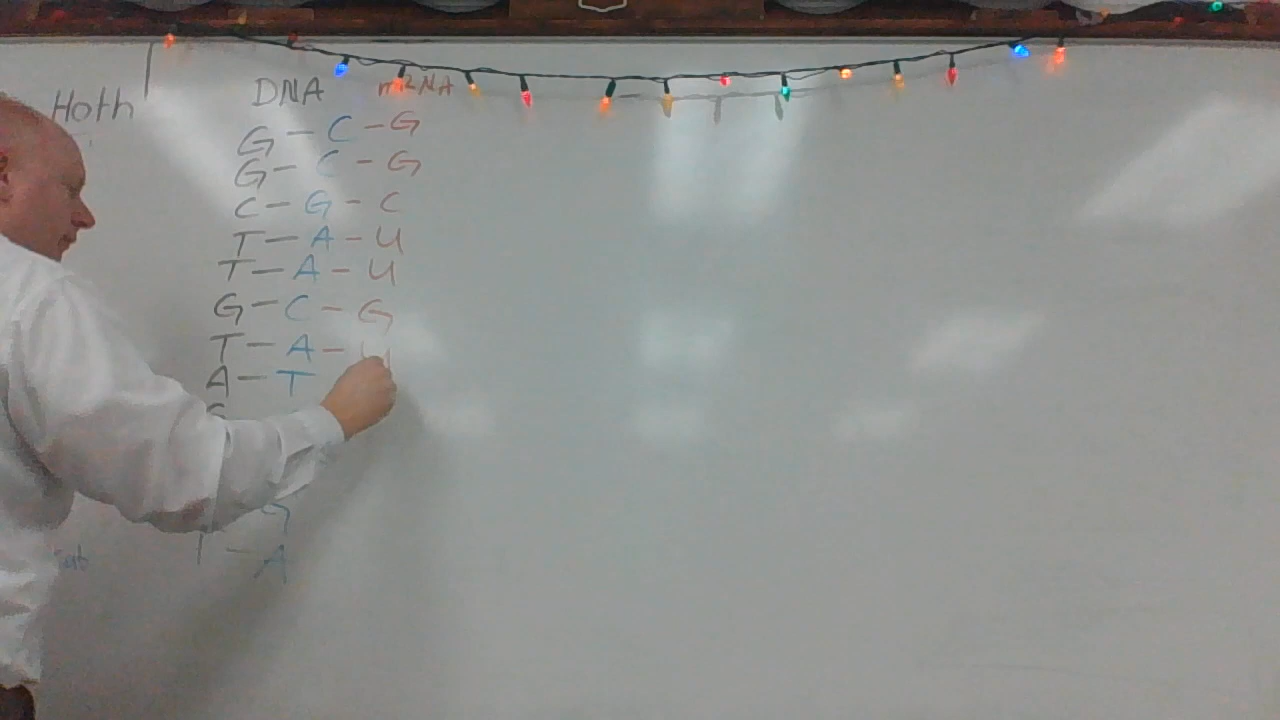 Hoth
DNA mRNA
G - C - G
G - C - G
C - G - C
T - A - U
T - A - U
G - C - G
T - A - U
A - T
G
T - A